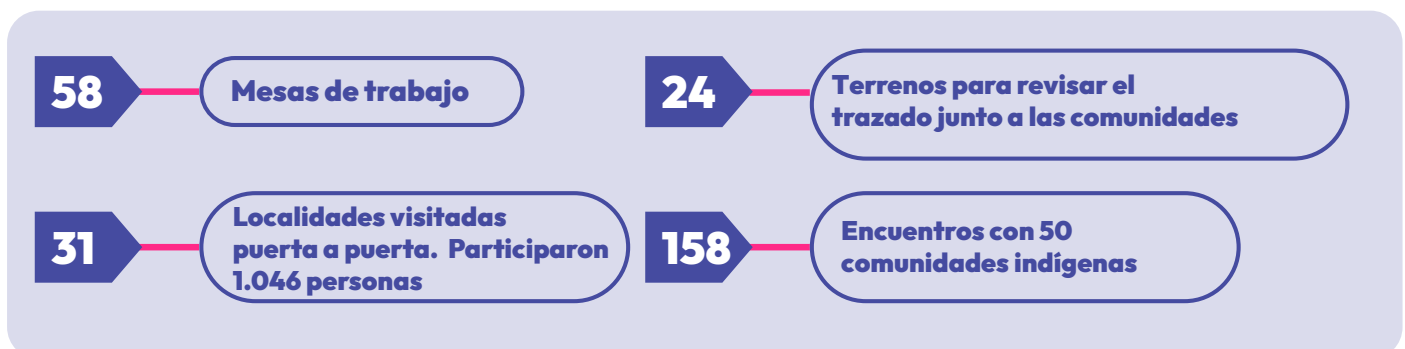 58
Mesas de trabajo
24
Terrenos para revisar el
trazado junto a las comunidades
31
Localidades visitadas
puerta a puerta.  Participaron
1.046 personas
158
Encuentros con 50
comunidades indígenas